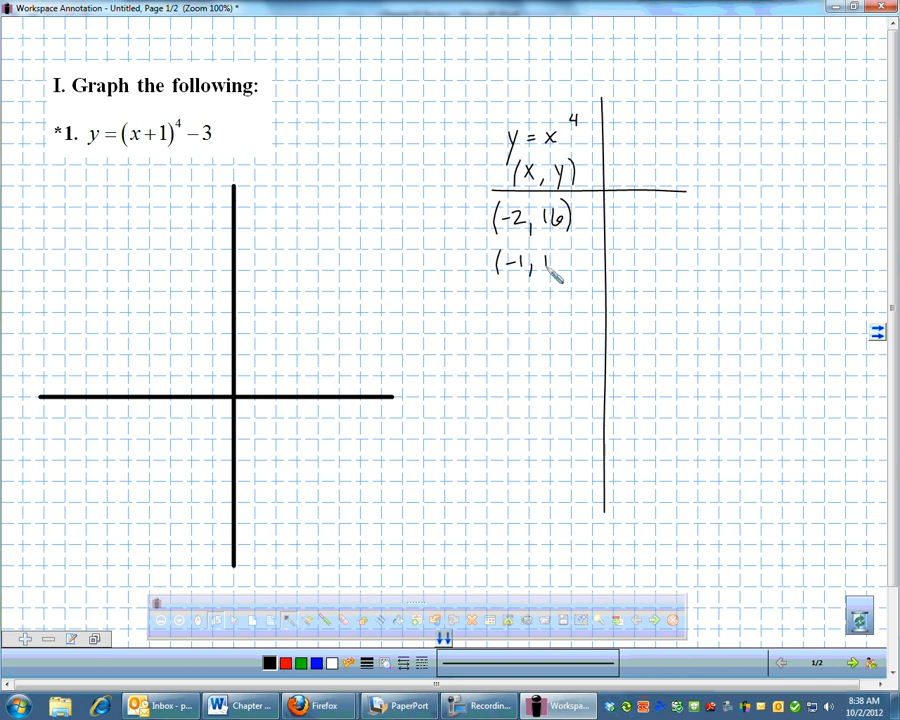 Workspace Annotation - Untitled, Page 1/2 (Zoom 100%) *
I. Graph the following:
*1. y = (x+1)⁴ − 3
y = x⁴
(x, y)
(-2, 16)
(-1, 1
1/2
Inbox - p...
Chapter ...
Firefox
PaperPort
Recordin...
Workspa...
8:38 AM
10/2/2012